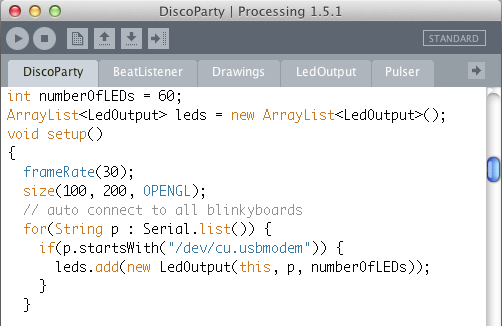 DiscoParty | Processing 1.5.1
STANDARD
DiscoParty BeatListener Drawings LedOutput Pulser
int numberOfLEDs = 60;
ArrayList<LedOutput> leds = new ArrayList<LedOutput>();
void setup()
{
  frameRate(30);
  size(100, 200, OPENGL);
  // auto connect to all blinkyboards
  for(String p : Serial.list()) {
    if(p.startsWith("/dev/cu.usbmodem")) {
      leds.add(new LedOutput(this, p, numberOfLEDs));
    }
  }